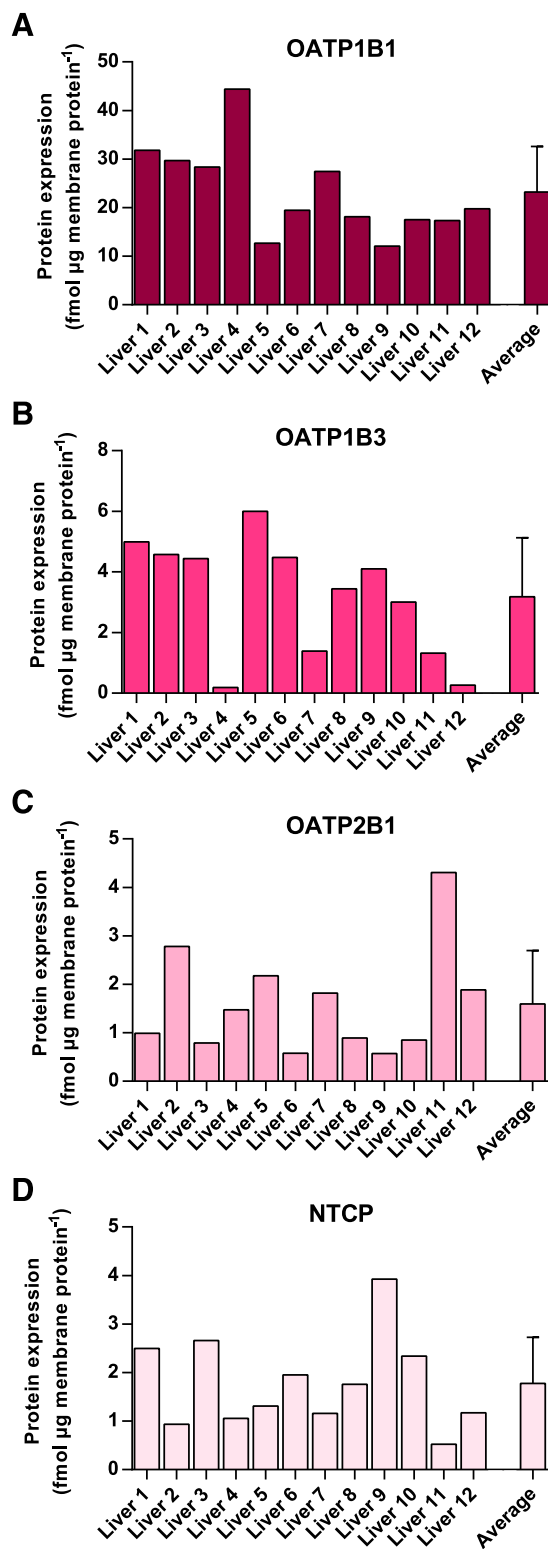 A
OATP1B1
Protein expression
(fmol µg membrane protein⁻¹)
50
40
30
20
10
0
Liver 1
Liver 2
Liver 3
Liver 4
Liver 5
Liver 6
Liver 7
Liver 8
Liver 9
Liver 10
Liver 11
Liver 12
Average
B
OATP1B3
Protein expression
(fmol µg membrane protein⁻¹)
8
6
4
2
0
Liver 1
Liver 2
Liver 3
Liver 4
Liver 5
Liver 6
Liver 7
Liver 8
Liver 9
Liver 10
Liver 11
Liver 12
Average
C
OATP2B1
Protein expression
(fmol µg membrane protein⁻¹)
5
4
3
2
1
0
Liver 1
Liver 2
Liver 3
Liver 4
Liver 5
Liver 6
Liver 7
Liver 8
Liver 9
Liver 10
Liver 11
Liver 12
Average
D
NTCP
Protein expression
(fmol µg membrane protein⁻¹)
5
4
3
2
1
0
Liver 1
Liver 2
Liver 3
Liver 4
Liver 5
Liver 6
Liver 7
Liver 8
Liver 9
Liver 10
Liver 11
Liver 12
Average